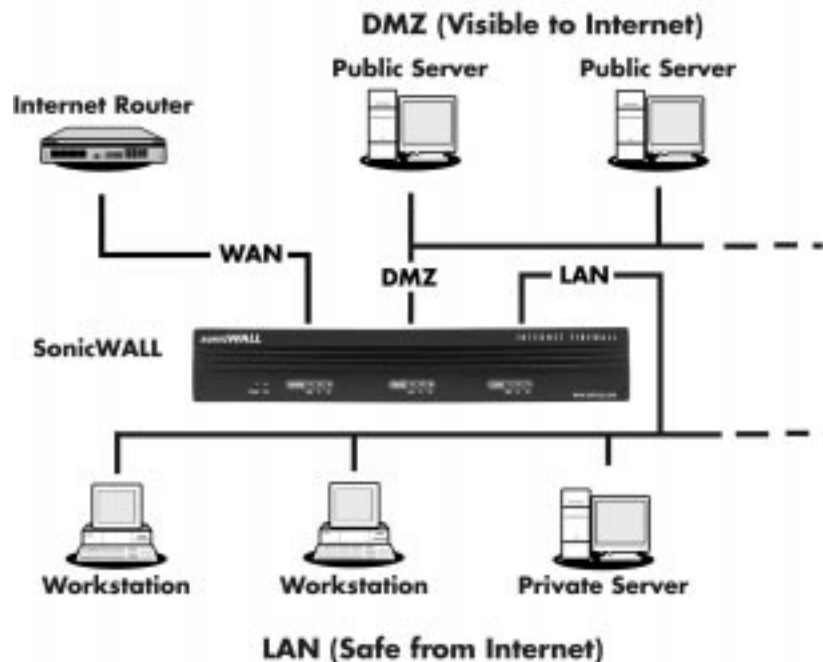 DMZ (Visible to Internet)
Public Server
Public Server
Internet Router
WAN
DMZ
LAN
SonicWALL
SonicWALL
INTERNET FIREWALL
Workstation
Workstation
Private Server
LAN (Safe from Internet)